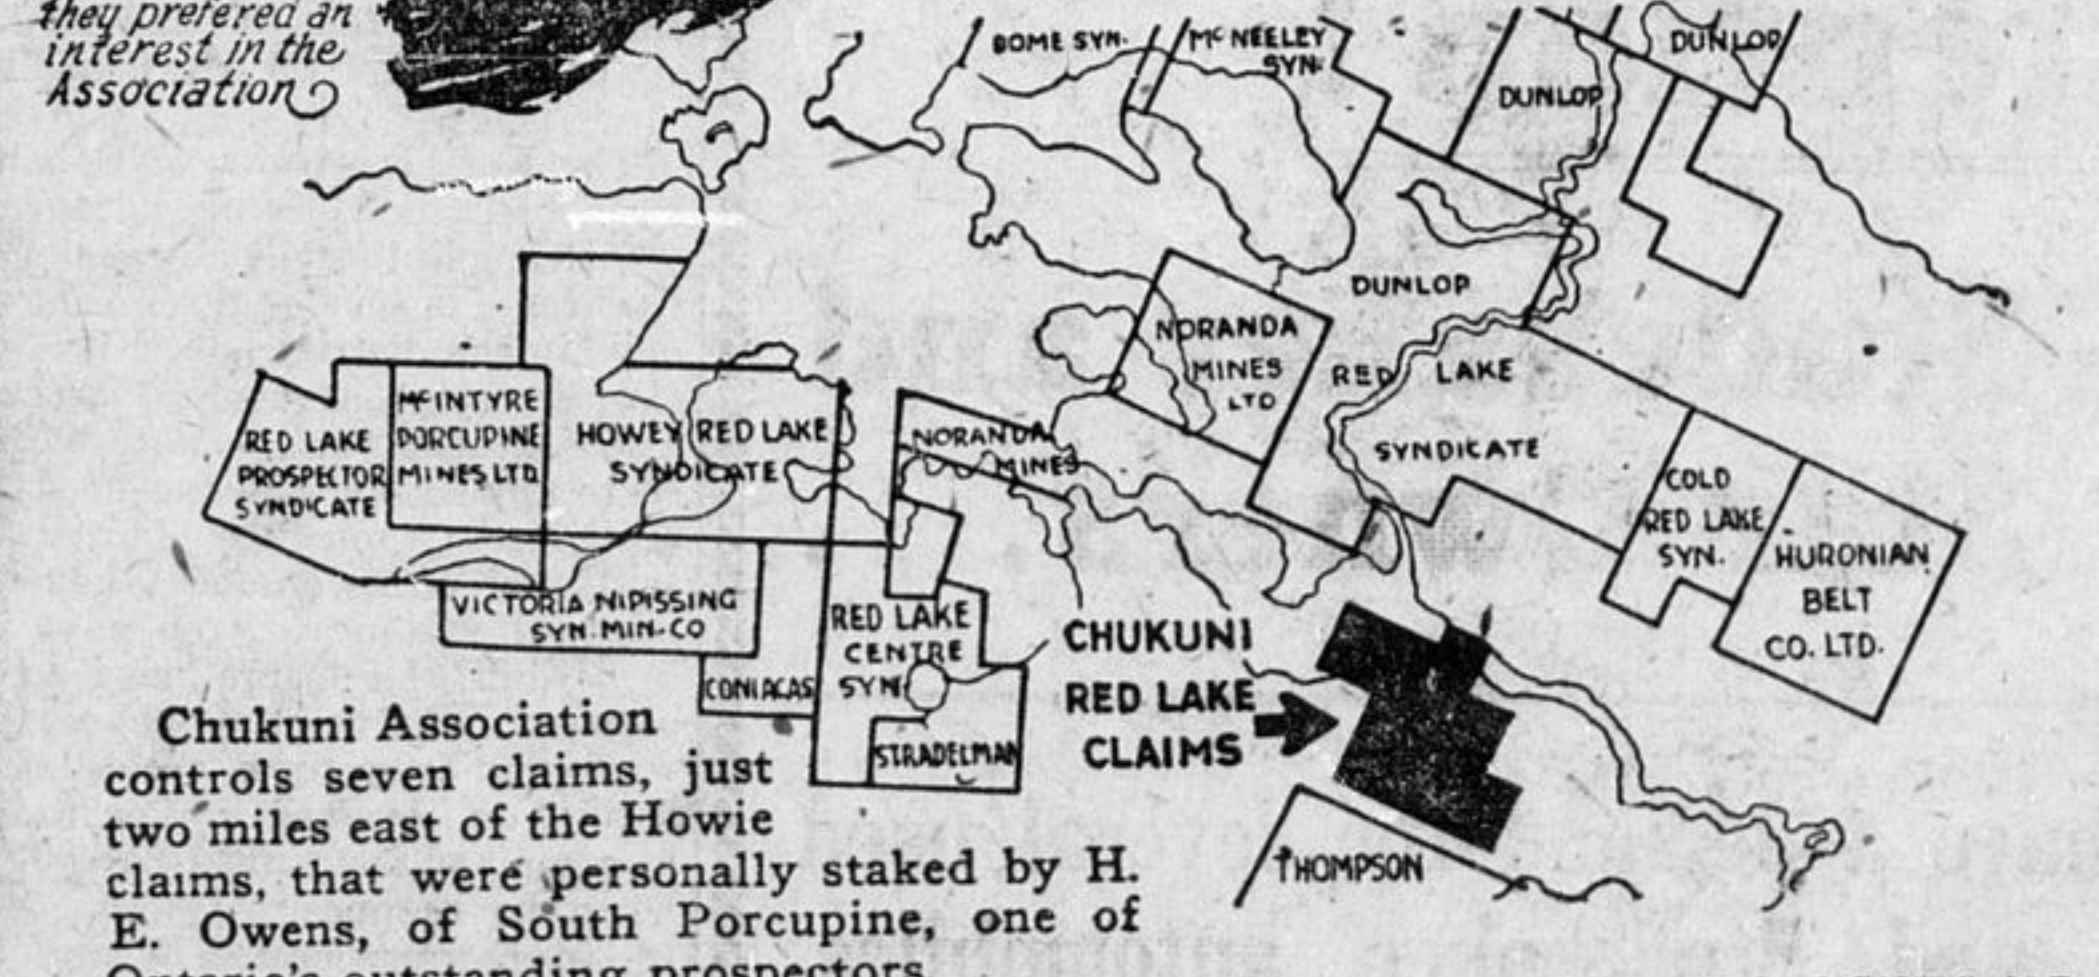 they prefered an
interest in the
Association
DOME SYN.
McNEELEY
SYN.
DUNLOP
DUNLOP
DUNLOP
RED LAKE
SYNDICATE
NORANDA
MINES
LTD
NORANDA
MINES
RED LAKE
PROSPECTOR
SYNDICATE
McINTYRE
PORCUPINE
MINES LTD
HOWEY RED LAKE
SYNDICATE
COLD
RED LAKE
SYN.
HURONIAN
BELT
CO. LTD.
VICTORIA NIPISSING
SYN. MIN. CO
RED LAKE
CENTRE
SYN
CONIAGAS
STRADELMAN
CHUKUNI
RED LAKE
CLAIMS
THOMPSON
Chukuni Association
controls seven claims, just
two miles east of the Howie
claims, that were personally staked by H.
E. Owens, of South Porcupine, one of
Ontario's outstanding prospectors